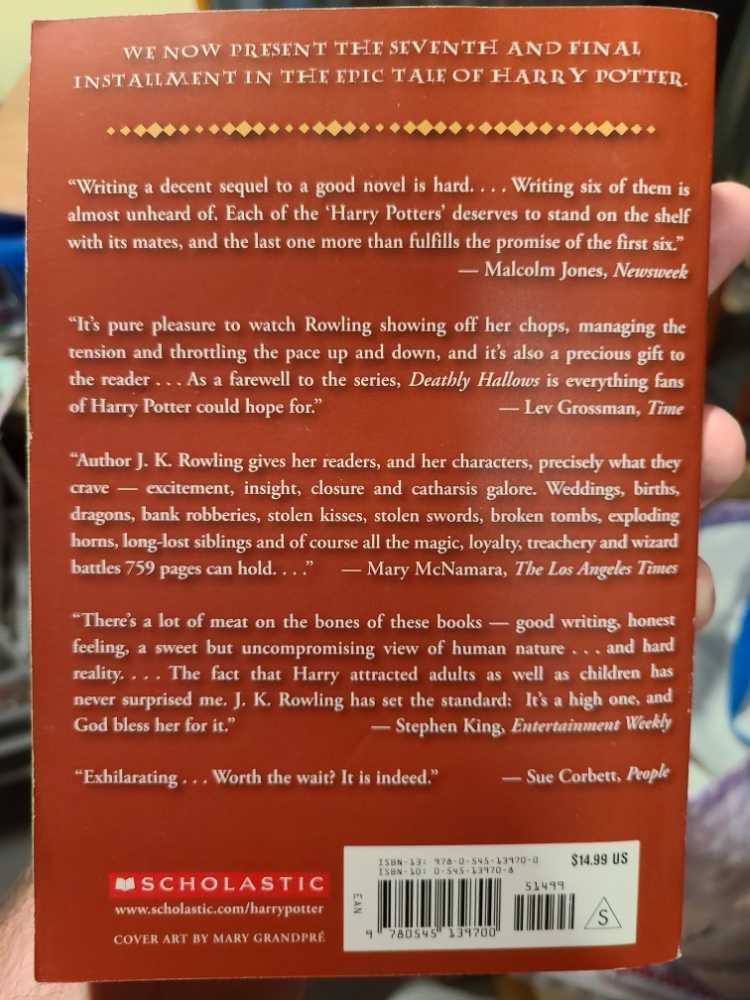 WE NOW PRESENT THE SEVENTH AND FINAL
INSTALLMENT IN THE EPIC TALE OF HARRY POTTER.
“Writing a decent sequel to a good novel is hard. . . . Writing six of them is
almost unheard of. Each of the ‘Harry Potters’ deserves to stand on the shelf
with its mates, and the last one more than fulfills the promise of the first six.”
— Malcolm Jones, Newsweek
“It’s pure pleasure to watch Rowling showing off her chops, managing the
tension and throttling the pace up and down, and it’s also a precious gift to
the reader . . . As a farewell to the series, Deathly Hallows is everything fans
of Harry Potter could hope for.” — Lev Grossman, Time
“Author J. K. Rowling gives her readers, and her characters, precisely what they
crave — excitement, insight, closure and catharsis galore. Weddings, births,
dragons, bank robberies, stolen kisses, stolen swords, broken tombs, exploding
horns, long-lost siblings and of course all the magic, loyalty, treachery and wizard
battles 759 pages can hold. . . .” — Mary McNamara, The Los Angeles Times
“There’s a lot of meat on the bones of these books — good writing, honest
feeling, a sweet but uncompromising view of human nature . . . and hard
reality. . . . The fact that Harry attracted adults as well as children has
never surprised me. J. K. Rowling has set the standard: It’s a high one, and
God bless her for it.” — Stephen King, Entertainment Weekly
“Exhilarating . . . Worth the wait? It is indeed.” — Sue Corbett, People
SCHOLASTIC
www.scholastic.com/harrypotter
COVER ART BY MARY GRANDPRÉ
ISBN-13: 978-0-545-13970-0
ISBN-10: 0-545-13970-8
$14.99 US
51499
EAN
S
9 780545 139700